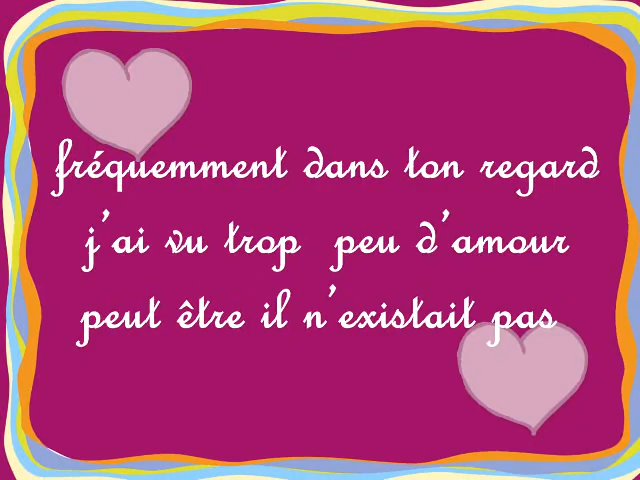 fréquemment dans ton regard
j'ai vu trop peu d'amour
peut être il n'existait pas